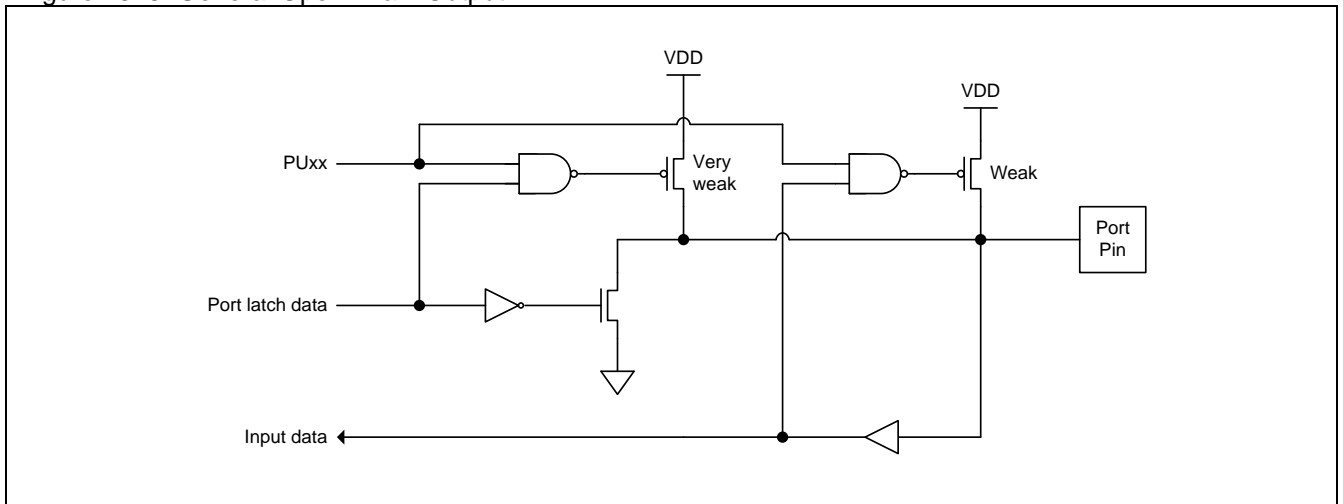 VDD
VDD
PUxx
Very
weak
Weak
Port
Pin
Port latch data
Input data